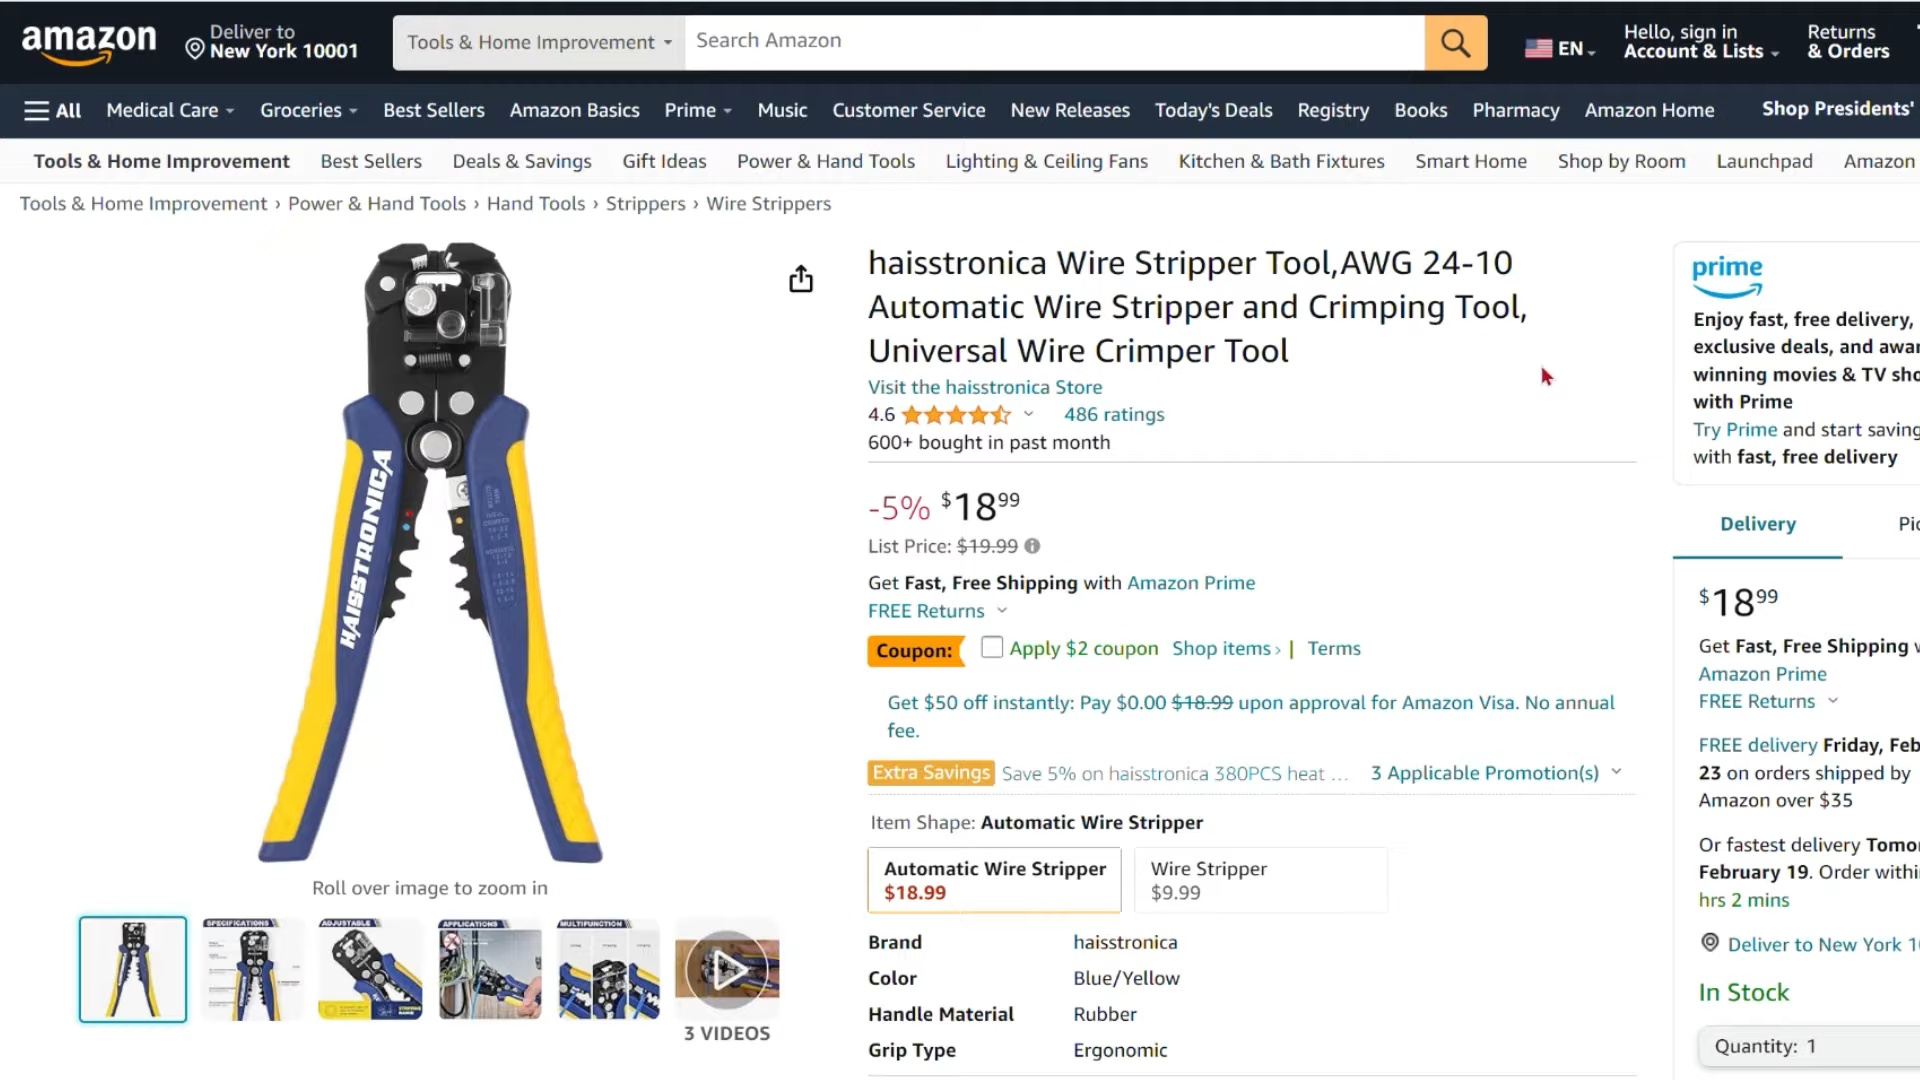 amazon
Deliver to
New York 10001
Tools & Home Improvement
Search Amazon
EN
Hello, sign in
Account & Lists
Returns
& Orders
All
Medical Care
Groceries
Best Sellers
Amazon Basics
Prime
Music
Customer Service
New Releases
Today's Deals
Registry
Books
Pharmacy
Amazon Home
Shop Presidents'
Tools & Home Improvement
Best Sellers
Deals & Savings
Gift Ideas
Power & Hand Tools
Lighting & Ceiling Fans
Kitchen & Bath Fixtures
Smart Home
Shop by Room
Launchpad
Amazon
Tools & Home Improvement › Power & Hand Tools › Hand Tools › Strippers › Wire Strippers
HAISSTRONICA
Roll over image to zoom in
SPECIFICATIONS
ADJUSTABLE
APPLICATIONS
MULTIFUNCTION
3 VIDEOS
haisstronica Wire Stripper Tool,AWG 24-10
Automatic Wire Stripper and Crimping Tool,
Universal Wire Crimper Tool
Visit the haisstronica Store
4.6
486 ratings
600+ bought in past month
-5% $18 99
List Price: $19.99
Get Fast, Free Shipping with Amazon Prime
FREE Returns
Coupon: Apply $2 coupon Shop items › | Terms
Get $50 off instantly: Pay $0.00 $18.99 upon approval for Amazon Visa. No annual
fee.
Extra Savings Save 5% on haisstronica 380PCS heat ... 3 Applicable Promotion(s)
Item Shape: Automatic Wire Stripper
Automatic Wire Stripper
$18.99
Wire Stripper
$9.99
Brand haisstronica
Color Blue/Yellow
Handle Material Rubber
Grip Type Ergonomic
prime
Enjoy fast, free delivery,
exclusive deals, and awar
winning movies & TV sho
with Prime
Try Prime and start saving
with fast, free delivery
Delivery
Pic
$18 99
Get Fast, Free Shipping w
Amazon Prime
FREE Returns
FREE delivery Friday, Feb
23 on orders shipped by
Amazon over $35
Or fastest delivery Tomo
February 19. Order withi
hrs 2 mins
Deliver to New York 1
In Stock
Quantity: 1